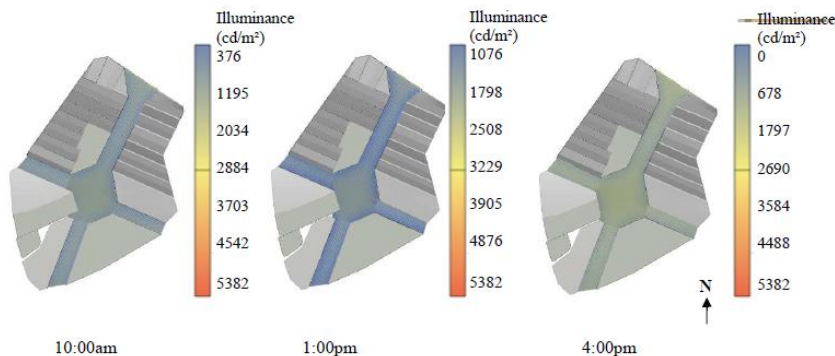 Illuminance
(cd/m²)
376
1195
2034
2884
3703
4542
5382
10:00am
Illuminance
(cd/m²)
1076
1798
2508
3229
3905
4876
5382
1:00pm
Illuminance
(cd/m²)
0
678
1797
2690
3584
4488
5382
N
4:00pm